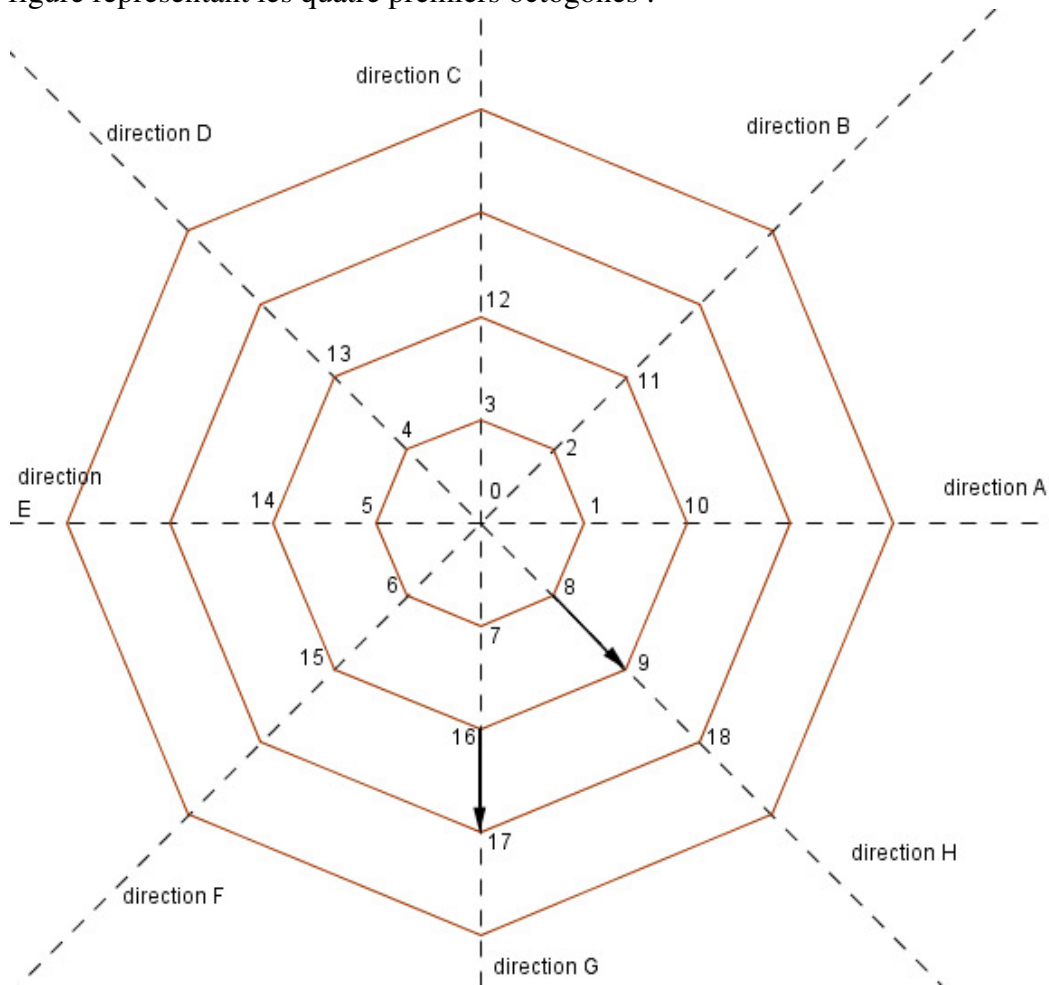 figure représentant les quatre premiers octogones :
direction C
direction B
direction D
12
13
11
3
4
2
direction
E
14
5
0
1
10
direction A
6
8
7
15
9
16
18
17
direction H
direction F
direction G